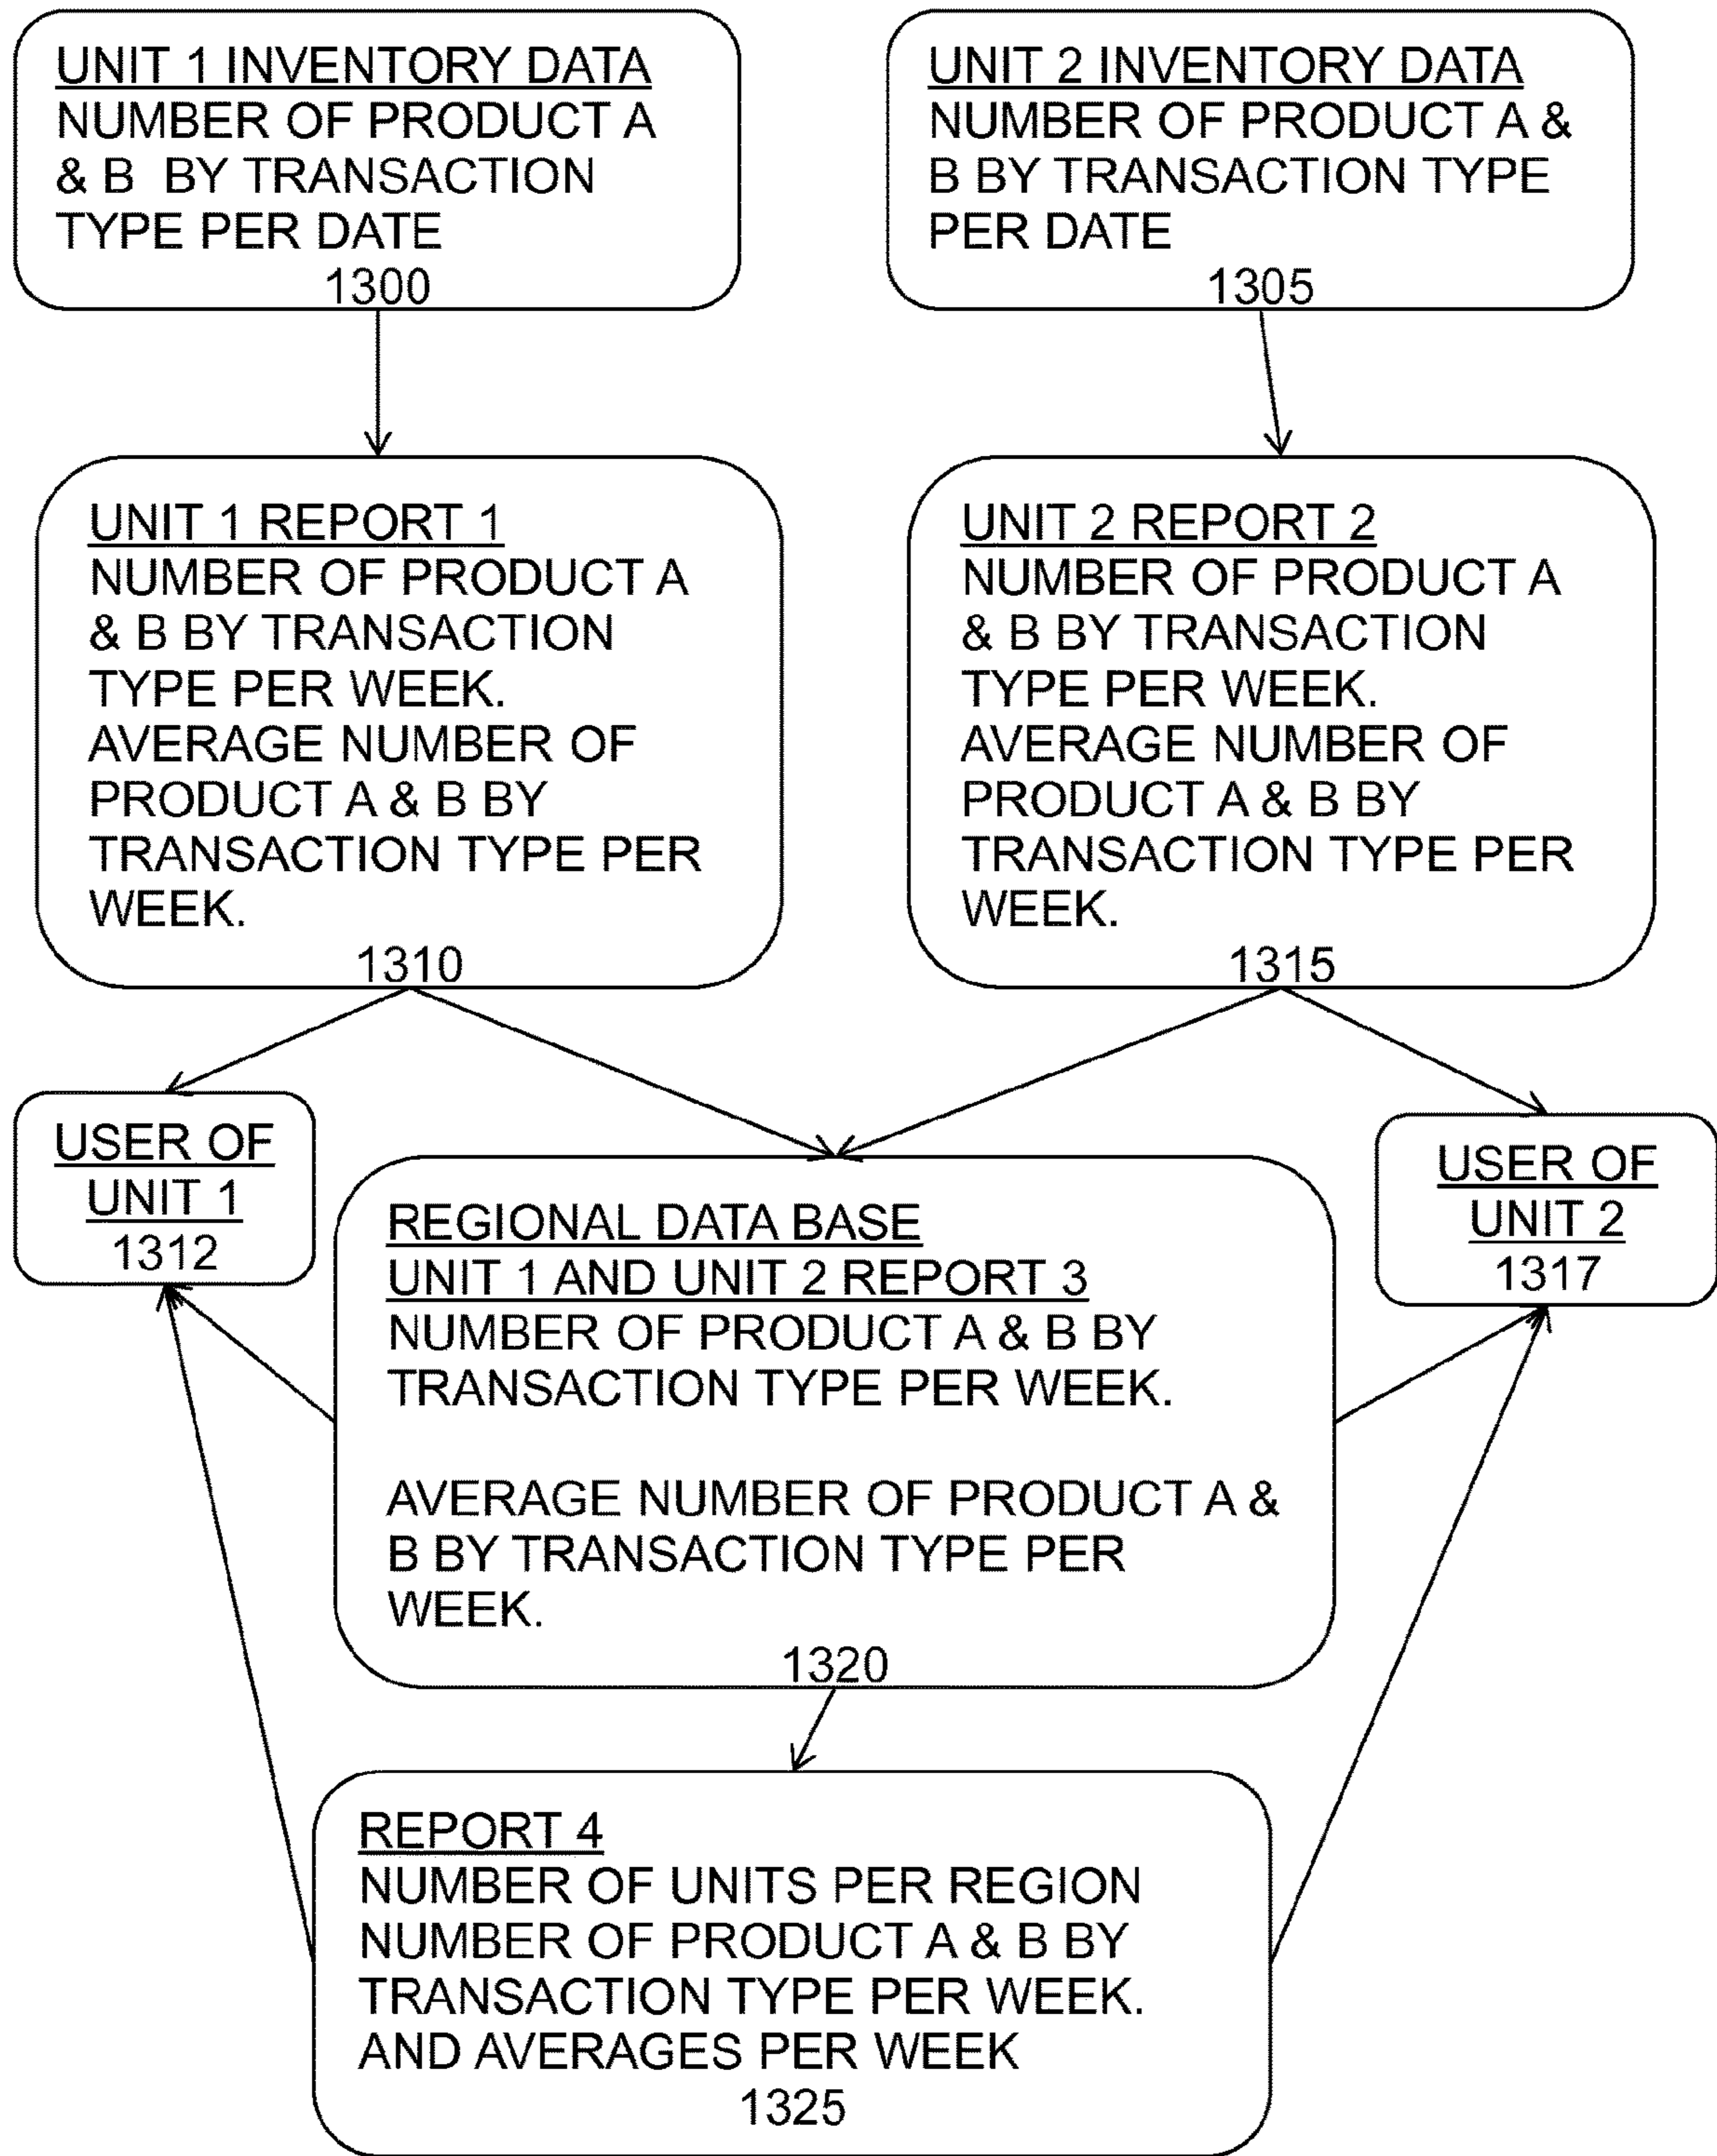 UNIT 1 INVENTORY DATA
NUMBER OF PRODUCT A
& B BY TRANSACTION
TYPE PER DATE
1300
UNIT 2 INVENTORY DATA
NUMBER OF PRODUCT A &
B BY TRANSACTION TYPE
PER DATE
1305
UNIT 1 REPORT 1
NUMBER OF PRODUCT A
& B BY TRANSACTION
TYPE PER WEEK.
AVERAGE NUMBER OF
PRODUCT A & B BY
TRANSACTION TYPE PER
WEEK.
1310
UNIT 2 REPORT 2
NUMBER OF PRODUCT A
& B BY TRANSACTION
TYPE PER WEEK.
AVERAGE NUMBER OF
PRODUCT A & B BY
TRANSACTION TYPE PER
WEEK.
1315
USER OF
UNIT 1
1312
REGIONAL DATA BASE
UNIT 1 AND UNIT 2 REPORT 3
NUMBER OF PRODUCT A & B BY
TRANSACTION TYPE PER WEEK.
AVERAGE NUMBER OF PRODUCT A &
B BY TRANSACTION TYPE PER
WEEK.
1320
USER OF
UNIT 2
1317
REPORT 4
NUMBER OF UNITS PER REGION
NUMBER OF PRODUCT A & B BY
TRANSACTION TYPE PER WEEK.
AND AVERAGES PER WEEK
1325